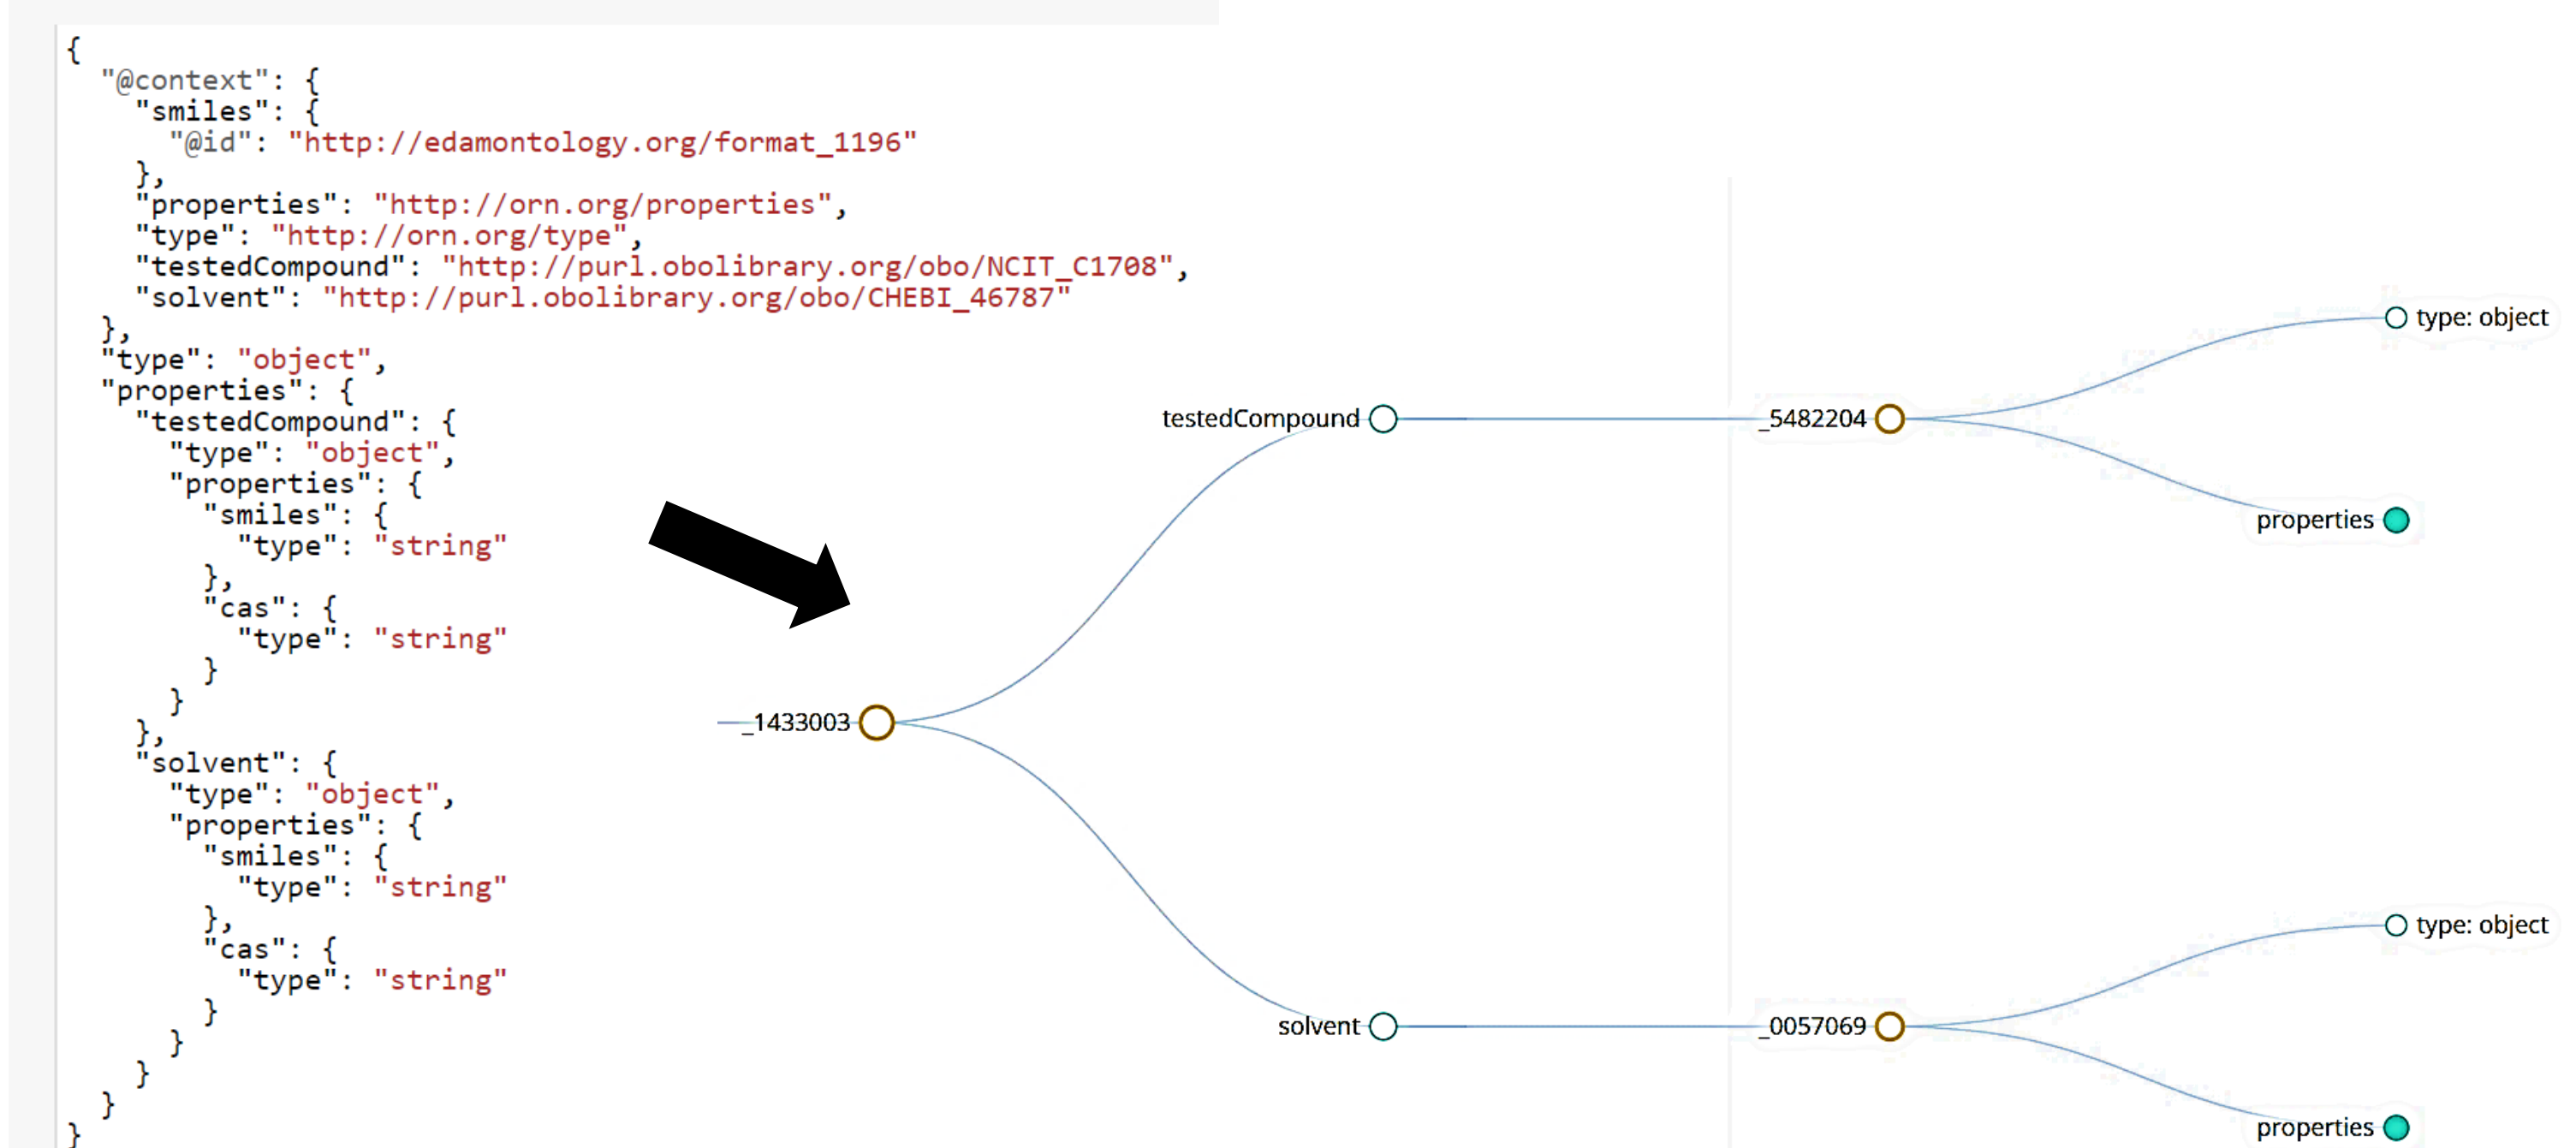 {
  "@context": {
    "smiles": {
      "@id": "http://edamontology.org/format_1196"
    },
    "properties": "http://orn.org/properties",
    "type": "http://orn.org/type",
    "testedCompound": "http://purl.obolibrary.org/obo/NCIT_C1708",
    "solvent": "http://purl.obolibrary.org/obo/CHEBI_46787"
  },
  "type": "object",
  "properties": {
    "testedCompound": {
      "type": "object",
      "properties": {
        "smiles": {
          "type": "string"
        },
        "cas": {
          "type": "string"
        }
      }
    },
    "solvent": {
      "type": "object",
      "properties": {
        "smiles": {
          "type": "string"
        },
        "cas": {
          "type": "string"
        }
      }
    }
  }
}
_1433003
testedCompound
_5482204
type: object
properties
solvent
_0057069
type: object
properties